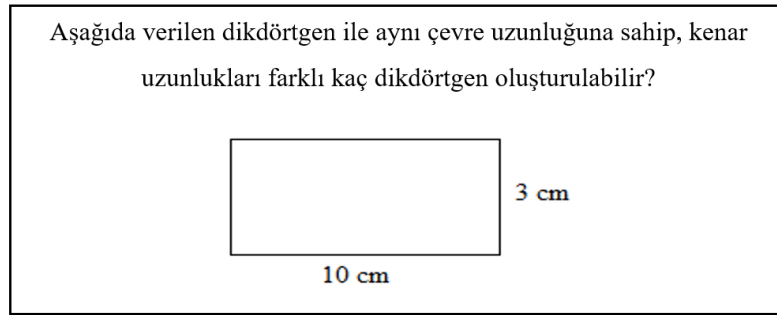 Aşağıda verilen dikdörtgen ile aynı çevre uzunluğuna sahip, kenar
uzunlukları farklı kaç dikdörtgen oluşturulabilir?
3 cm
10 cm